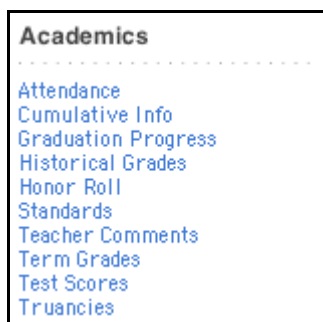 Academics
Attendance
Cumulative Info
Graduation Progress
Historical Grades
Honor Roll
Standards
Teacher Comments
Term Grades
Test Scores
Truancies